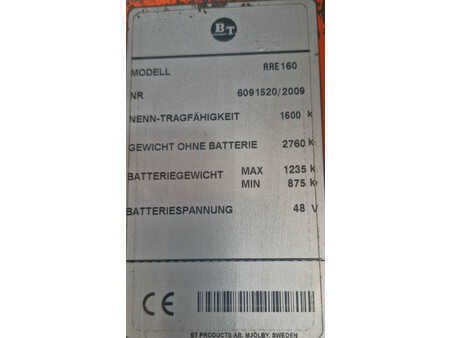 BT
MODELL RRE160
NR 6091520/2009
NENN-TRAGFÄHIGKEIT 1600 k
GEWICHT OHNE BATTERIE 2760 k
BATTERIEGEWICHT MAX 1235 k
MIN 875 k
BATTERIESPANNUNG 48 V
CE
BT PRODUCTS AB, MJÖLBY, SWEDEN